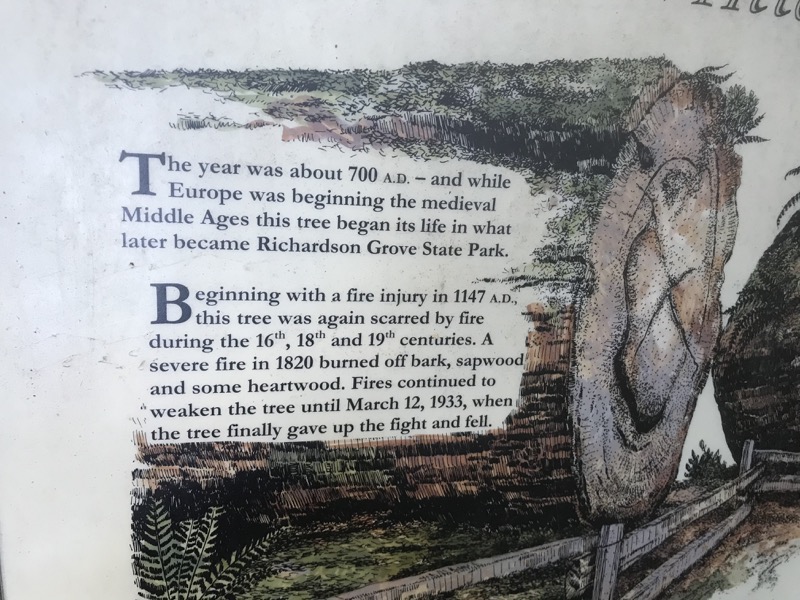 The year was about 700 A.D. – and while
Europe was beginning the medieval
Middle Ages this tree began its life in what
later became Richardson Grove State Park.
Beginning with a fire injury in 1147 A.D.,
this tree was again scarred by fire
during the 16th, 18th and 19th centuries. A
severe fire in 1820 burned off bark, sapwood
and some heartwood. Fires continued to
weaken the tree until March 12, 1933, when
the tree finally gave up the fight and fell.